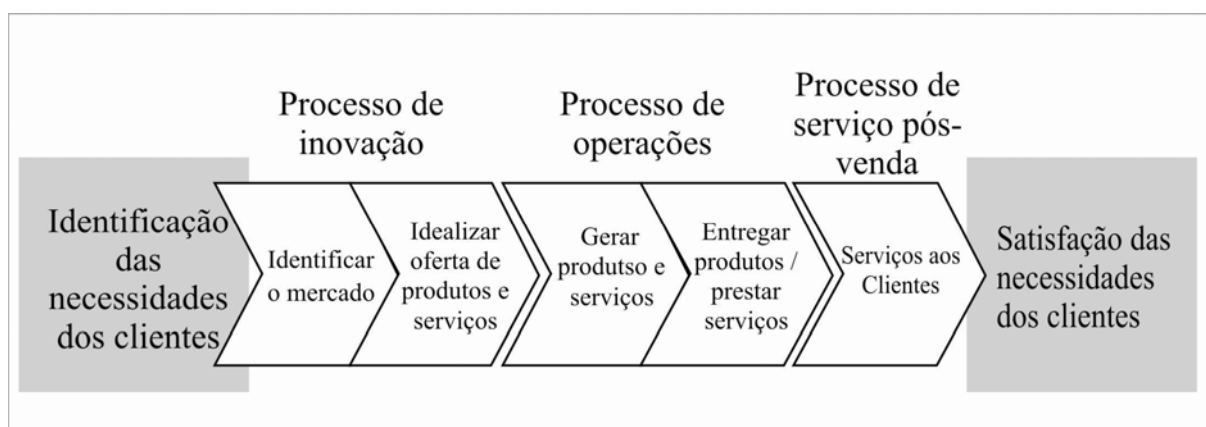 Processo de
inovação
Processo de
operações
Processo de
serviço pós-
venda
Identificação
das
necessidades
dos clientes
Identificar
o mercado
Idealizar
oferta de
produtos e
serviços
Gerar
produtso e
serviços
Entregar
produtos /
prestar
serviços
Serviços aos
Clientes
Satisfação das
necessidades
dos clientes